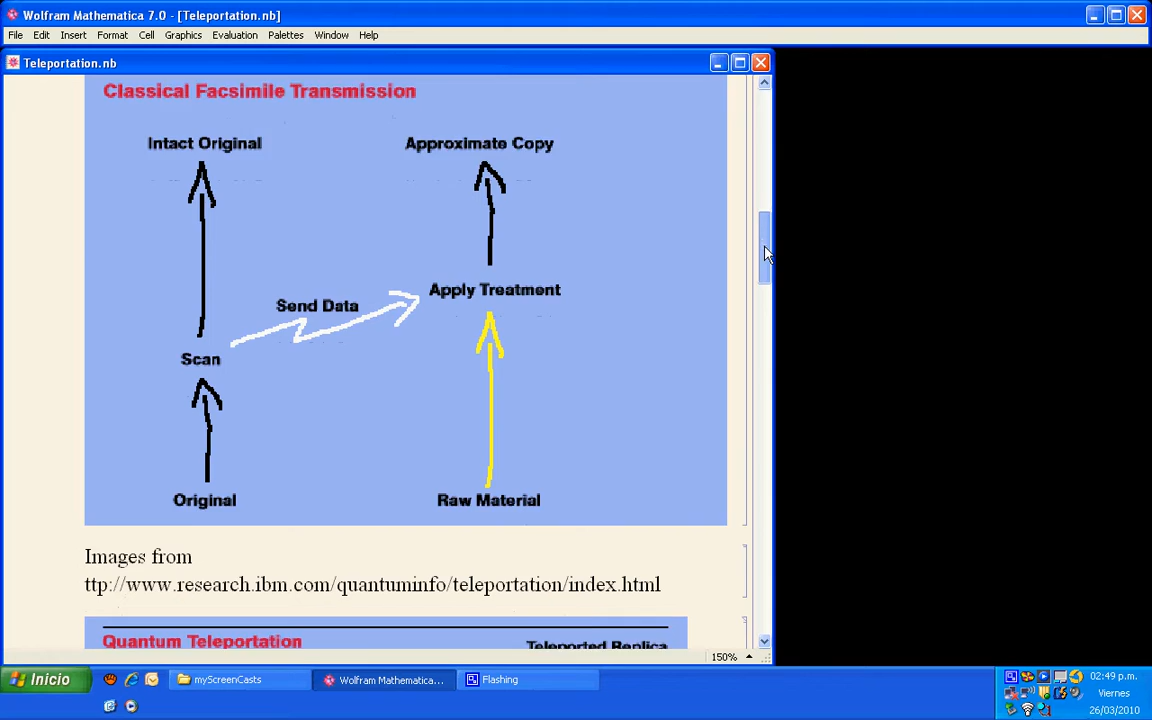 Wolfram Mathematica 7.0 - [Teleportation.nb]
File Edit Insert Format Cell Graphics Evaluation Palettes Window Help
Teleportation.nb
Classical Facsimile Transmission
Intact Original Approximate Copy
Apply Treatment
Send Data
Scan
Original Raw Material
Images from
ttp://www.research.ibm.com/quantuminfo/teleportation/index.html
Quantum Teleportation Teleported Replica
150%
Inicio myScreenCasts Wolfram Mathematica... Flashing
02:49 p.m.
Viernes
26/03/2010